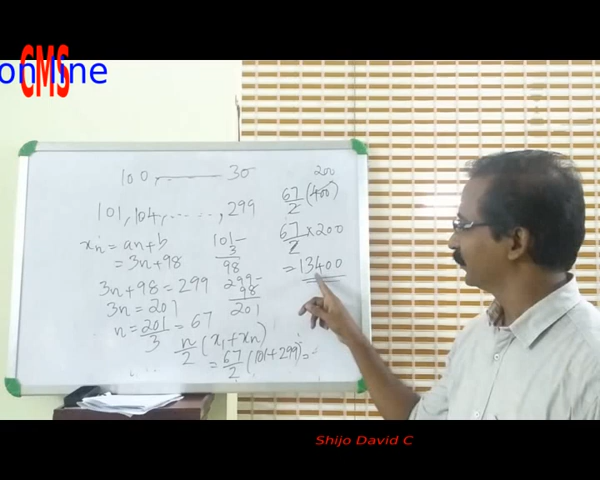 on line
CMS
100, ——— 30
101, 104, ......, 299
xn = an+b
= 3n+98
3n+98 = 299
3n = 201
n = 201/3 = 67
101-
3
98
299-
98
201
n/2 (x1+xn)
= 67/2 (101+299) =
200
67/2 (400)
67/2 × 200
= 13400
Shijo David C